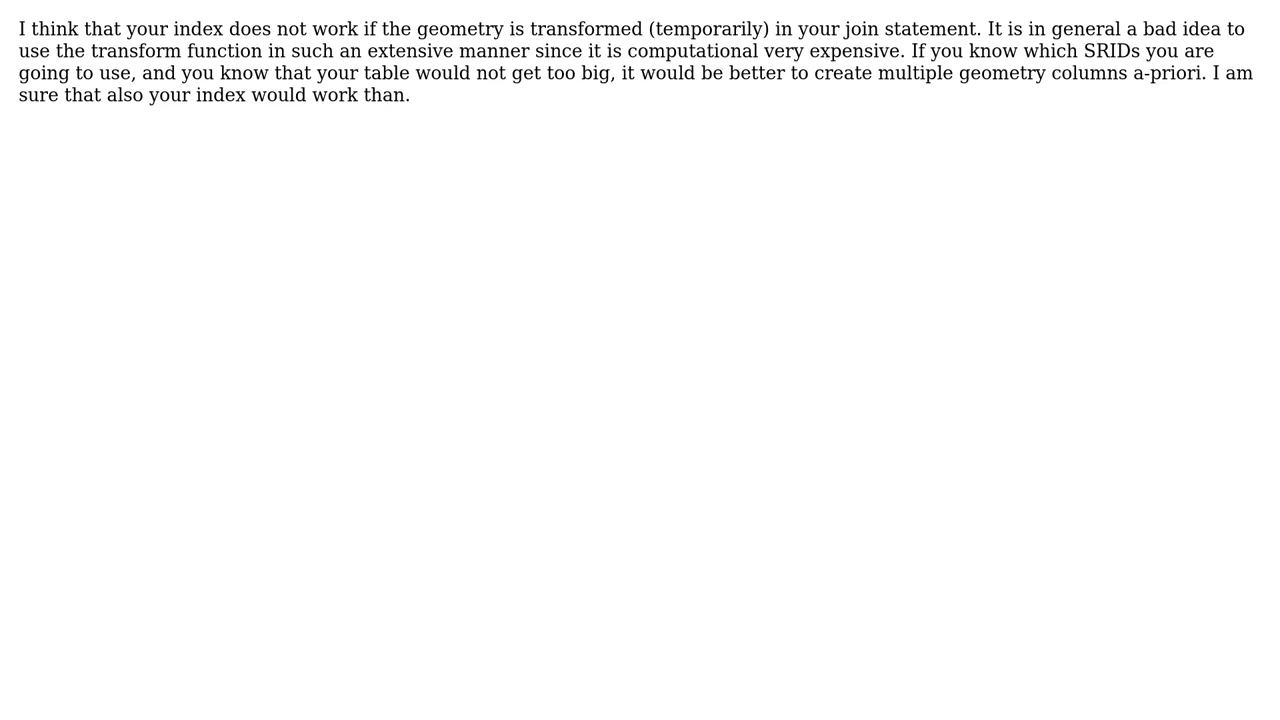 I think that your index does not work if the geometry is transformed (temporarily) in your join statement. It is in general a bad idea to
use the transform function in such an extensive manner since it is computational very expensive. If you know which SRIDs you are
going to use, and you know that your table would not get too big, it would be better to create multiple geometry columns a-priori. I am
sure that also your index would work than.